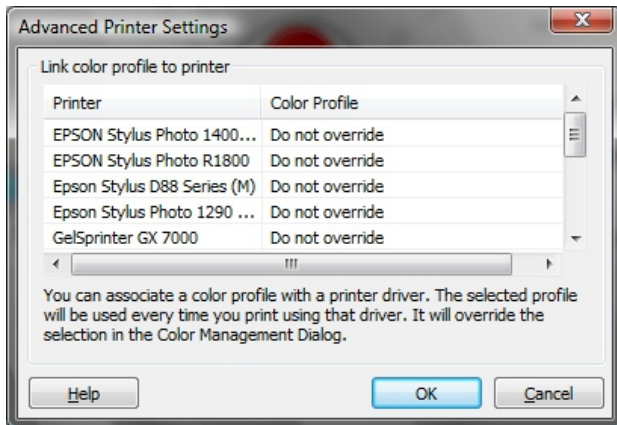 Advanced Printer Settings
Link color profile to printer
Printer Color Profile
EPSON Stylus Photo 1400... Do not override
EPSON Stylus Photo R1800 Do not override
Epson Stylus D88 Series (M) Do not override
Epson Stylus Photo 1290 ... Do not override
GelSprinter GX 7000 Do not override
You can associate a color profile with a printer driver. The selected profile
will be used every time you print using that driver. It will override the
selection in the Color Management Dialog.
Help OK Cancel